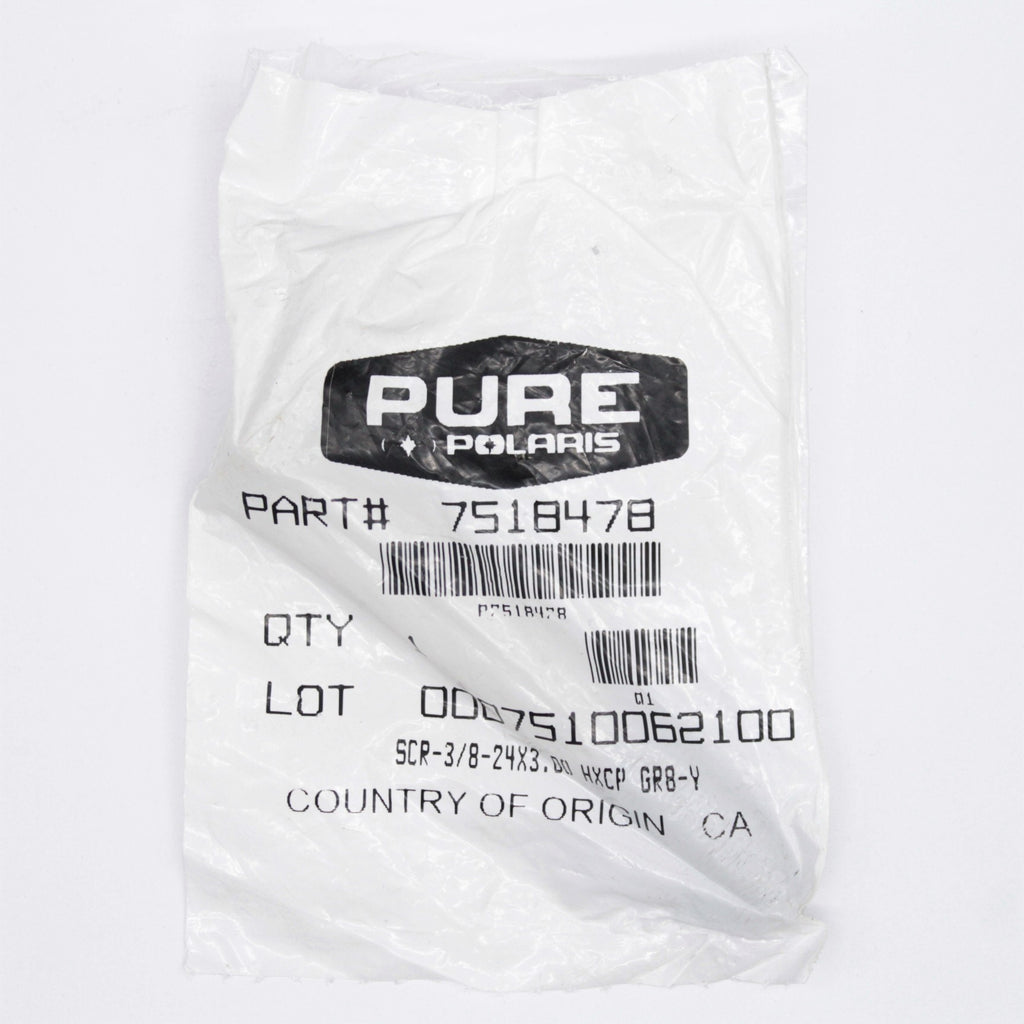 PURE
POLARIS
PART# 7518478
P7518478
QTY
01
LOT 0007510062100
SCR-3/8-24X3.00 HXCP GR8-Y
COUNTRY OF ORIGIN CA